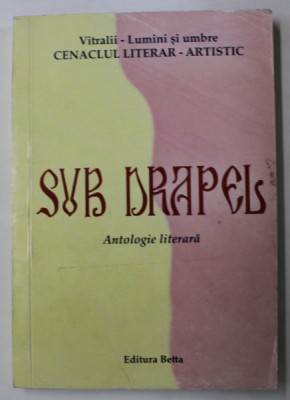 Vitralii - Lumini și umbre
CENACLUL LITERAR - ARTISTIC
SUB DRAPEL
Antologie literară
Editura Betta